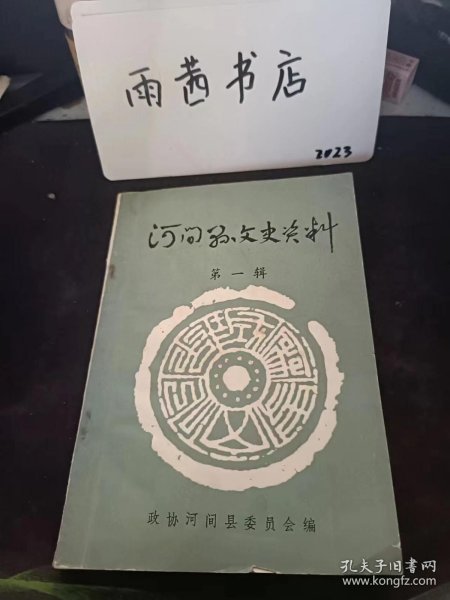 雨茜书店
2023
河间县文史资料
第一辑
政协河间县委员会编
孔夫子旧书网
www.kongfz.com